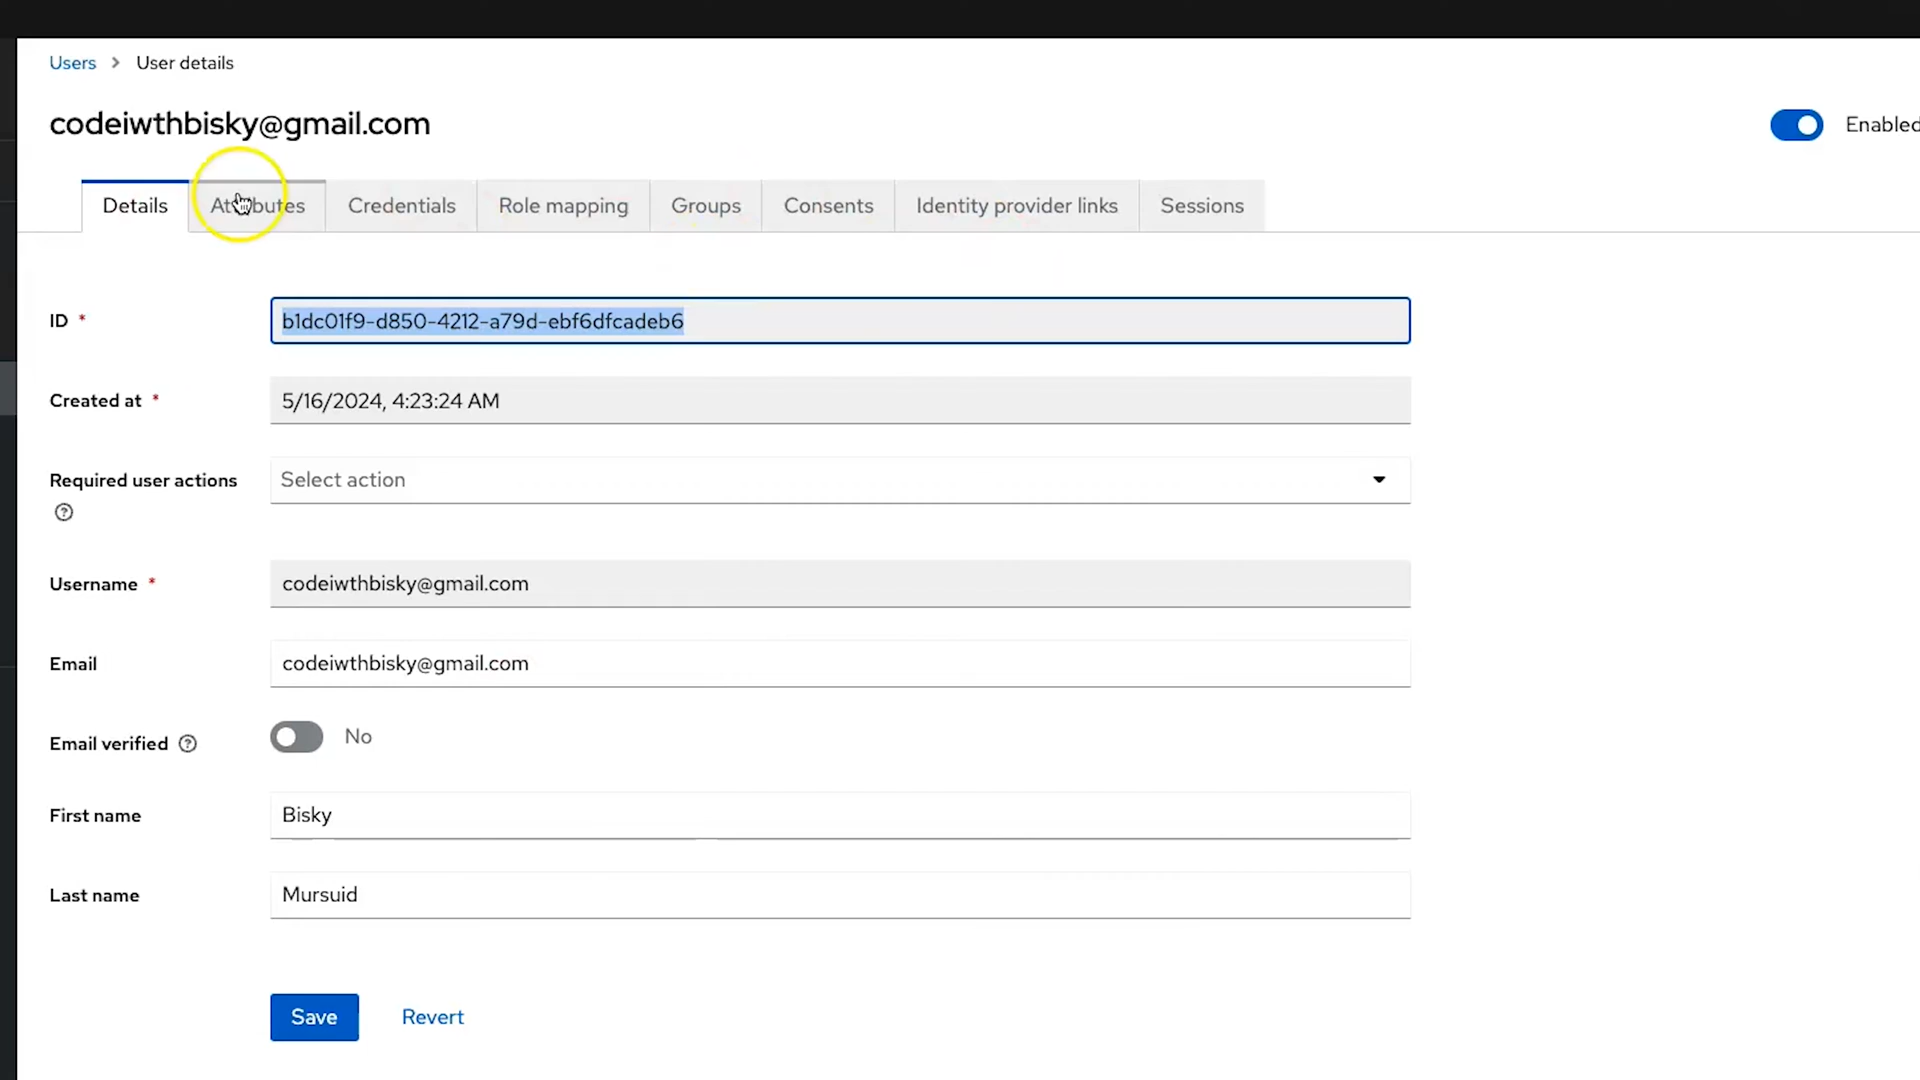 Users > User details
codeiwthbisky@gmail.com
Enabled
Details Attributes Credentials Role mapping Groups Consents Identity provider links Sessions
ID * b1dc01f9-d850-4212-a79d-ebf6dfcadeb6
Created at * 5/16/2024, 4:23:24 AM
Required user actions Select action
Username * codeiwthbisky@gmail.com
Email codeiwthbisky@gmail.com
Email verified No
First name Bisky
Last name Mursuid
Save Revert